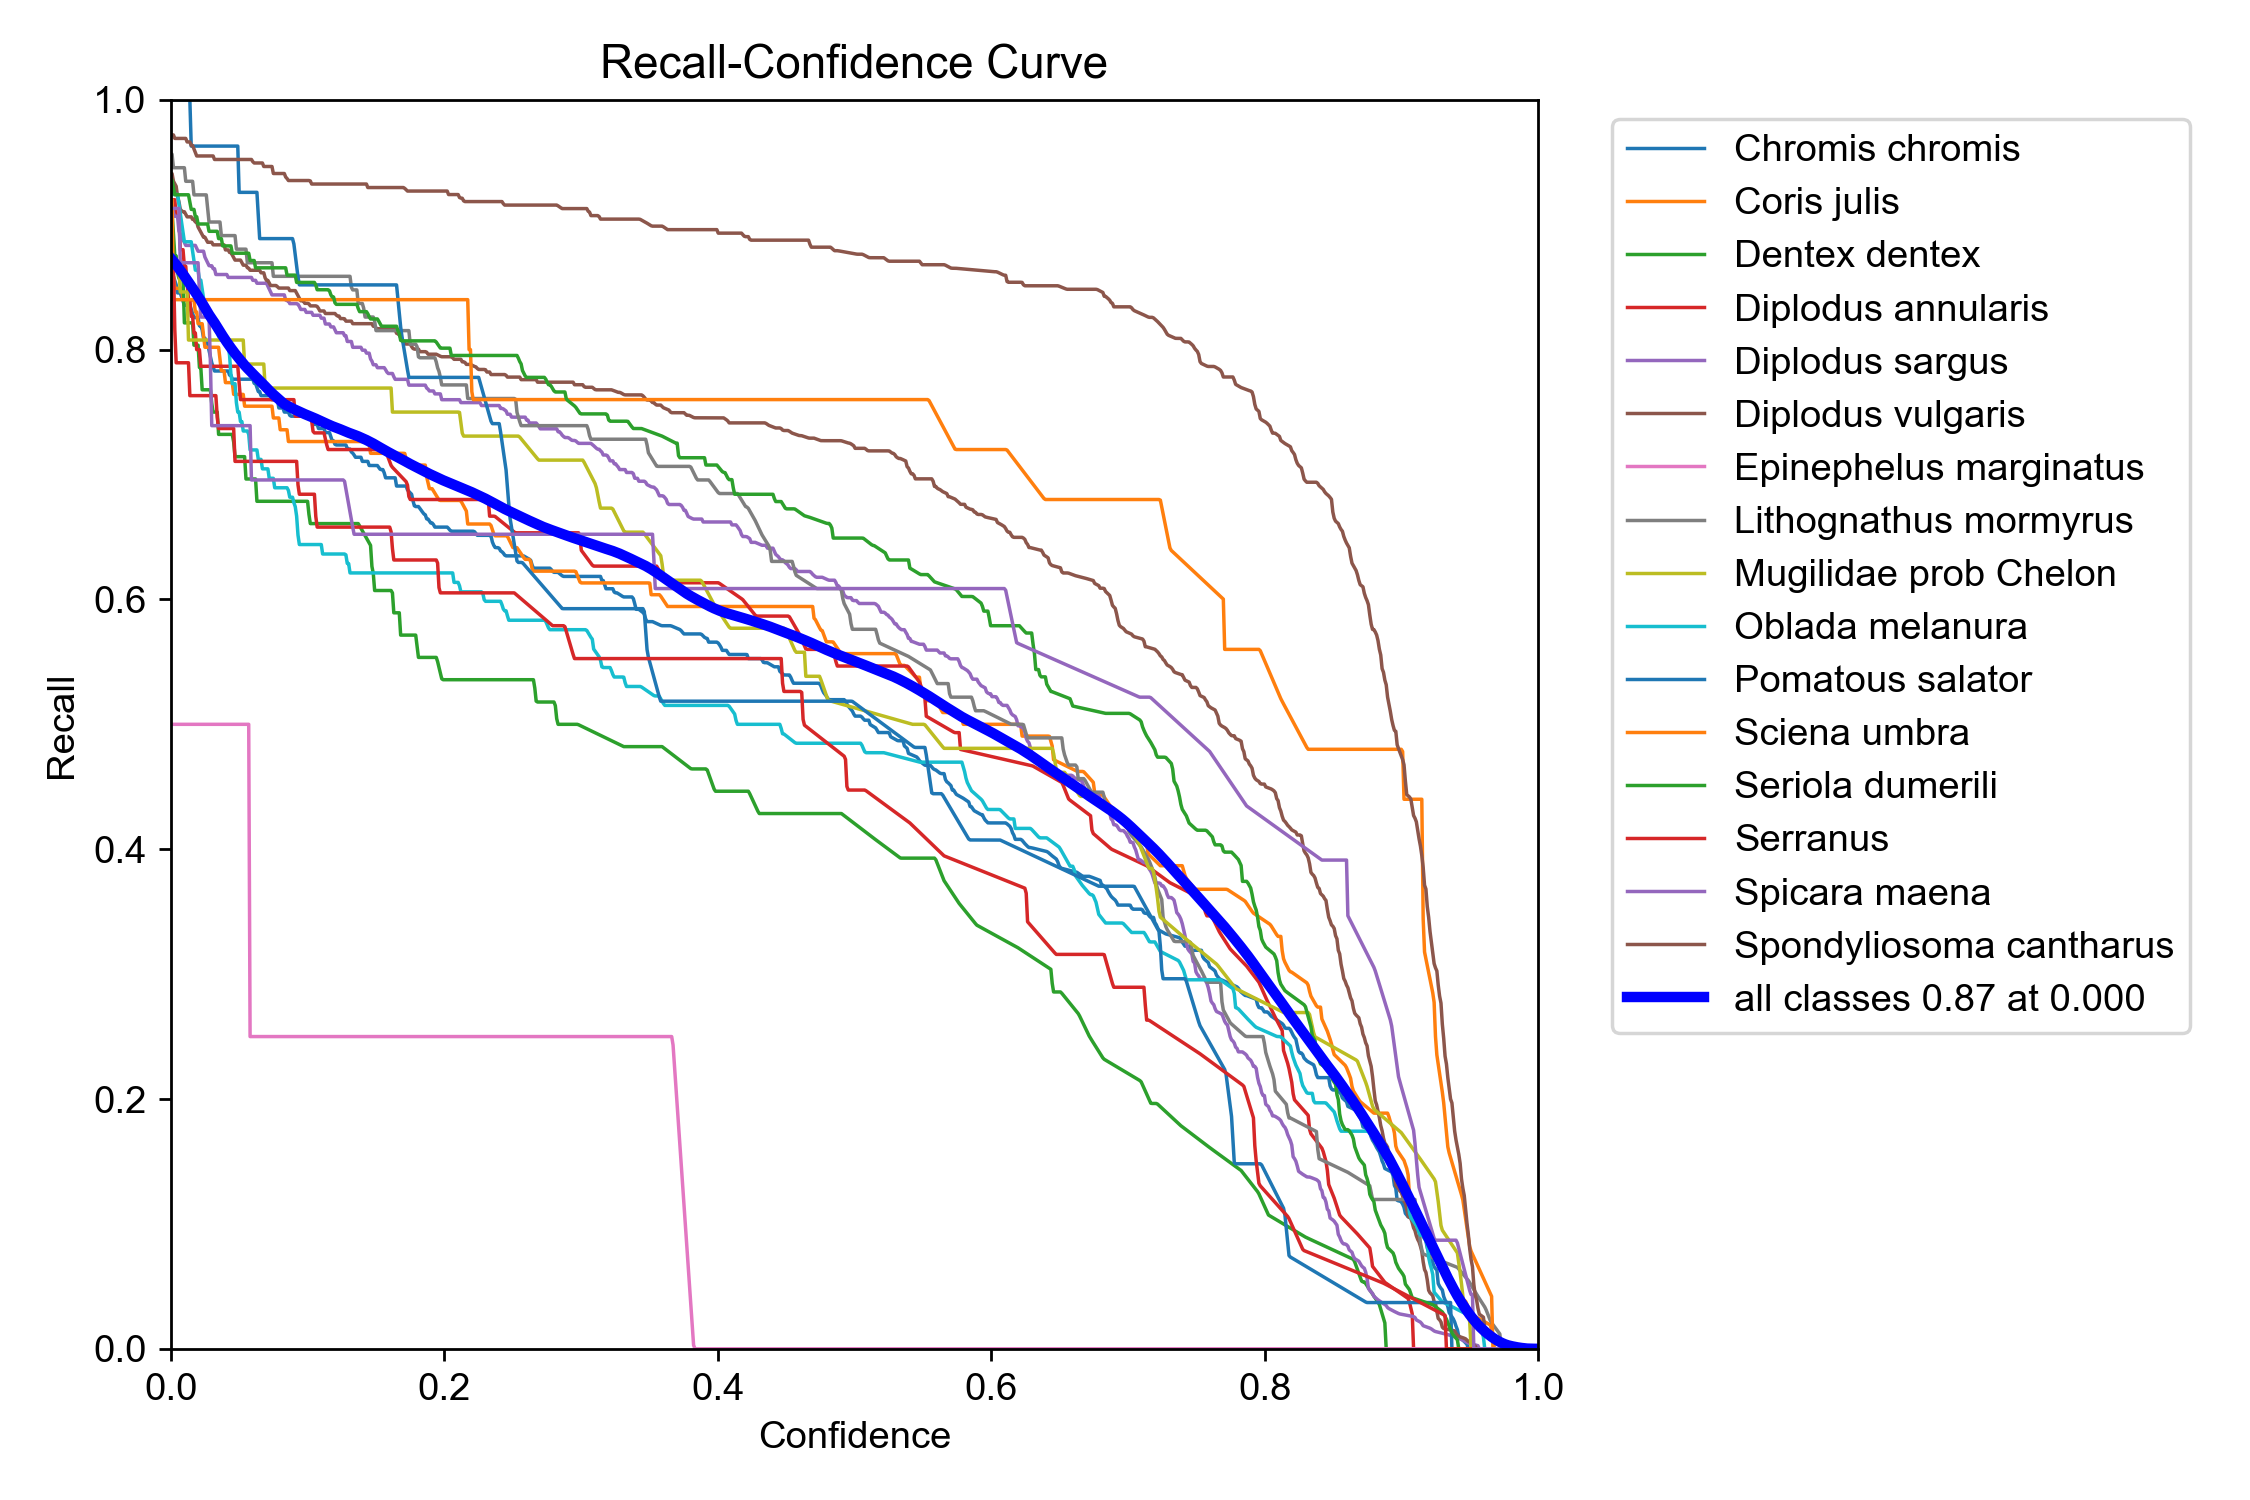 Recall-Confidence Curve
1.0
0.8
0.6
0.4
0.2
0.0
Recall
0.0 0.2 0.4 0.6 0.8 1.0
Confidence
Chromis chromis
Coris julis
Dentex dentex
Diplodus annularis
Diplodus sargus
Diplodus vulgaris
Epinephelus marginatus
Lithognathus mormyrus
Mugilidae prob Chelon
Oblada melanura
Pomatous salator
Sciena umbra
Seriola dumerili
Serranus
Spicara maena
Spondyliosoma cantharus
all classes 0.87 at 0.000